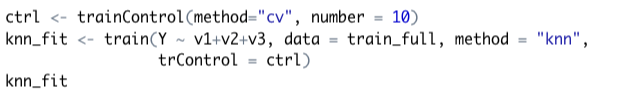 ctrl <- trainControl(method="cv", number = 10)
knn_fit <- train(Y ~ v1+v2+v3, data = train_full, method = "knn",
trControl = ctrl)
knn_fit